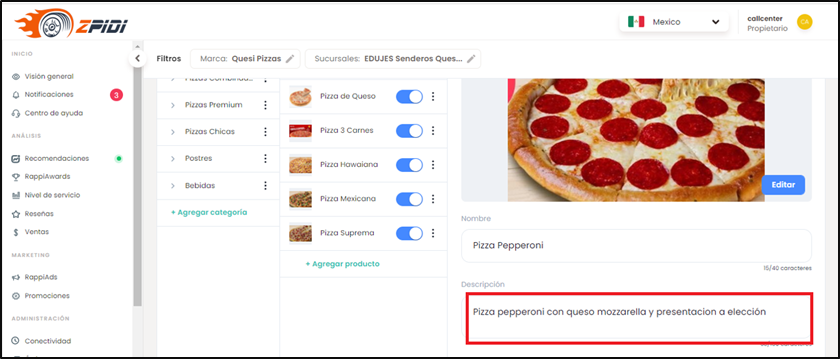 ZPIDI
Mexico
callcenter
Propietario
CA
INICIO
Visión general
Notificaciones 3
Centro de ayuda
ANÁLISIS
Recomendaciones
RappiAwards
Nivel de servicio
Reseñas
Ventas
MARKETING
RappiAds
Promociones
ADMINISTRACIÓN
Conectividad
Filtros
Marca: Quesi Pizzas
Sucursales: EDUJES Senderos Ques...
Pizzas Combinad...
Pizzas Premium
Pizzas Chicas
Postres
Bebidas
+ Agregar categoría
Pizza de Queso
Pizza 3 Carnes
Pizza Hawaiana
Pizza Mexicana
Pizza Suprema
+ Agregar producto
Editar
Nombre
Pizza Pepperoni
16/40 caracteres
Descripción
Pizza pepperoni con queso mozzarella y presentacion a elección